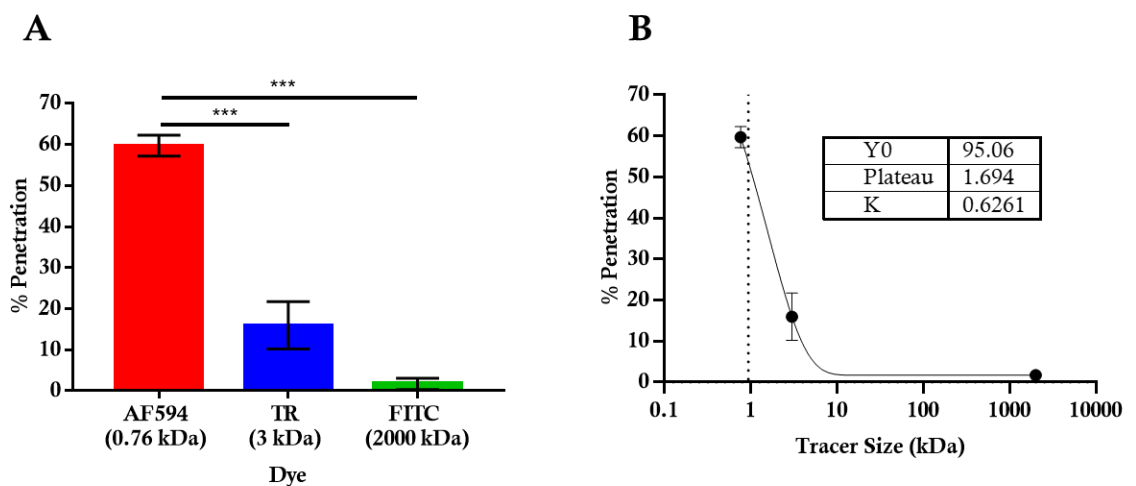 A
***
***
70
60
50
40
30
20
10
0
% Penetration
AF594 TR FITC
(0.76 kDa) (3 kDa) (2000 kDa)
Dye
B
70
60
50
40
30
20
10
0
% Penetration
Y0 95.06
Plateau 1.694
K 0.6261
0.1 1 10 100 1000 10000
Tracer Size (kDa)